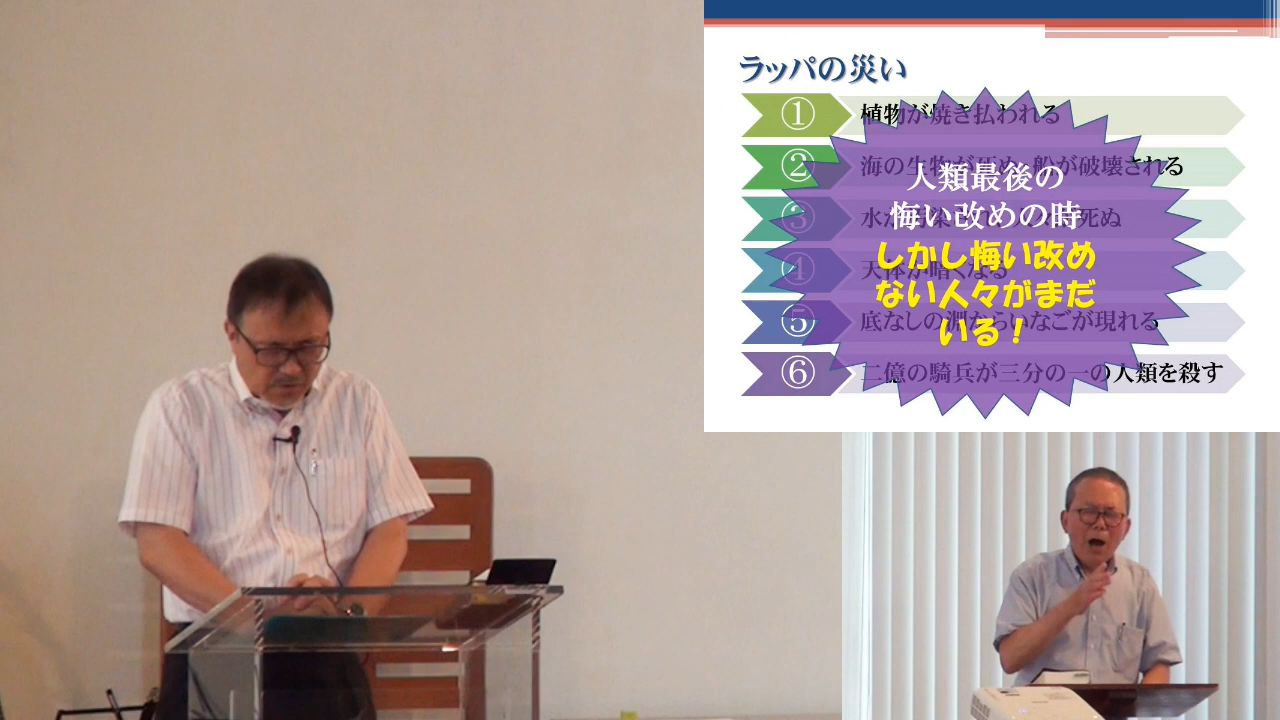 ラッパの災い
① 植物が焼き払われる
② 海の生物が死ぬ 船が破壊される
③ 水が汚染 死ぬ
④ 天体が暗くなる
⑤ 底なしの淵からいなごが現れる
⑥ 二億の騎兵が三分の一の人類を殺す
人類最後の
悔い改めの時
しかし悔い改め
ない人々がまだ
いる！